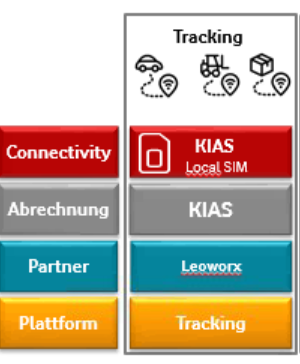 Tracking
Connectivity
KIAS
Local SIM
Abrechnung
KIAS
Partner
Leoworx
Plattform
Tracking